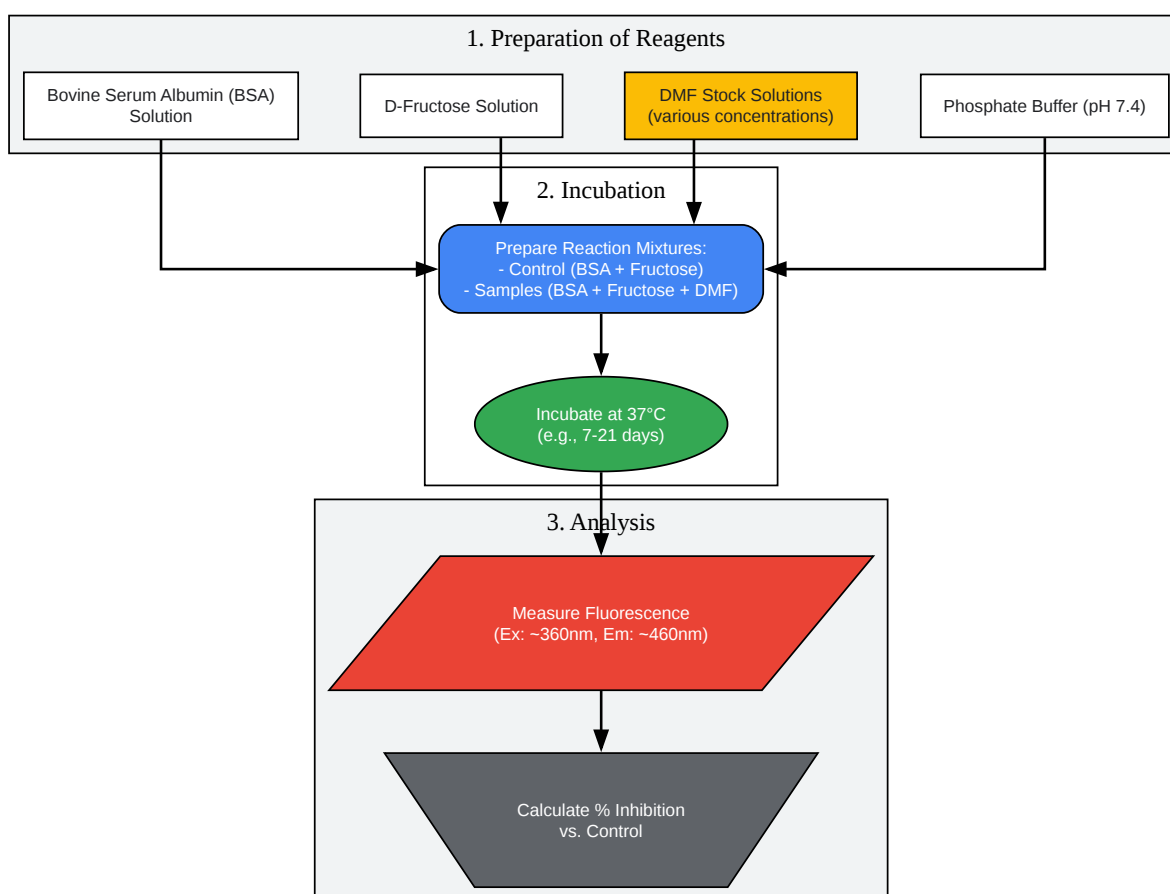 1. Preparation of Reagents
Bovine Serum Albumin (BSA)
Solution
D-Fructose Solution
DMF Stock Solutions
(various concentrations)
Phosphate Buffer (pH 7.4)
2. Incubation
Prepare Reaction Mixtures:
- Control (BSA + Fructose)
- Samples (BSA + Fructose + DMF)
Incubate at 37°C
(e.g., 7-21 days)
3. Analysis
Measure Fluorescence
(Ex: ~360nm, Em: ~460nm)
Calculate % Inhibition
vs. Control